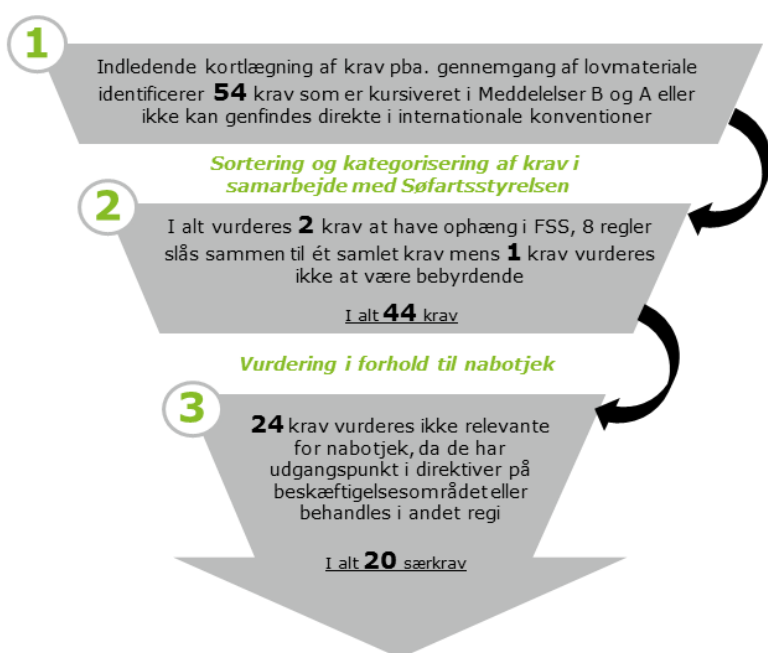 1
Indledende kortlægning af krav pba. gennemgang af lovmateriale
identificerer 54 krav som er kursiveret i Meddelelser B og A eller
ikke kan genfindes direkte i internationale konventioner
Sortering og kategorisering af krav i
samarbejde med Søfartsstyrelsen
2
I alt vurderes 2 krav at have ophæng i FSS, 8 regler
slås sammen til ét samlet krav mens 1 krav vurderes
ikke at være bebyrdende
I alt 44 krav
Vurdering i forhold til nabotjek
3
24 krav vurderes ikke relevante
for nabotjek, da de har
udgangspunkt i direktiver på
beskæftigelsesområdet eller
behandles i andet regi
I alt 20 særkrav